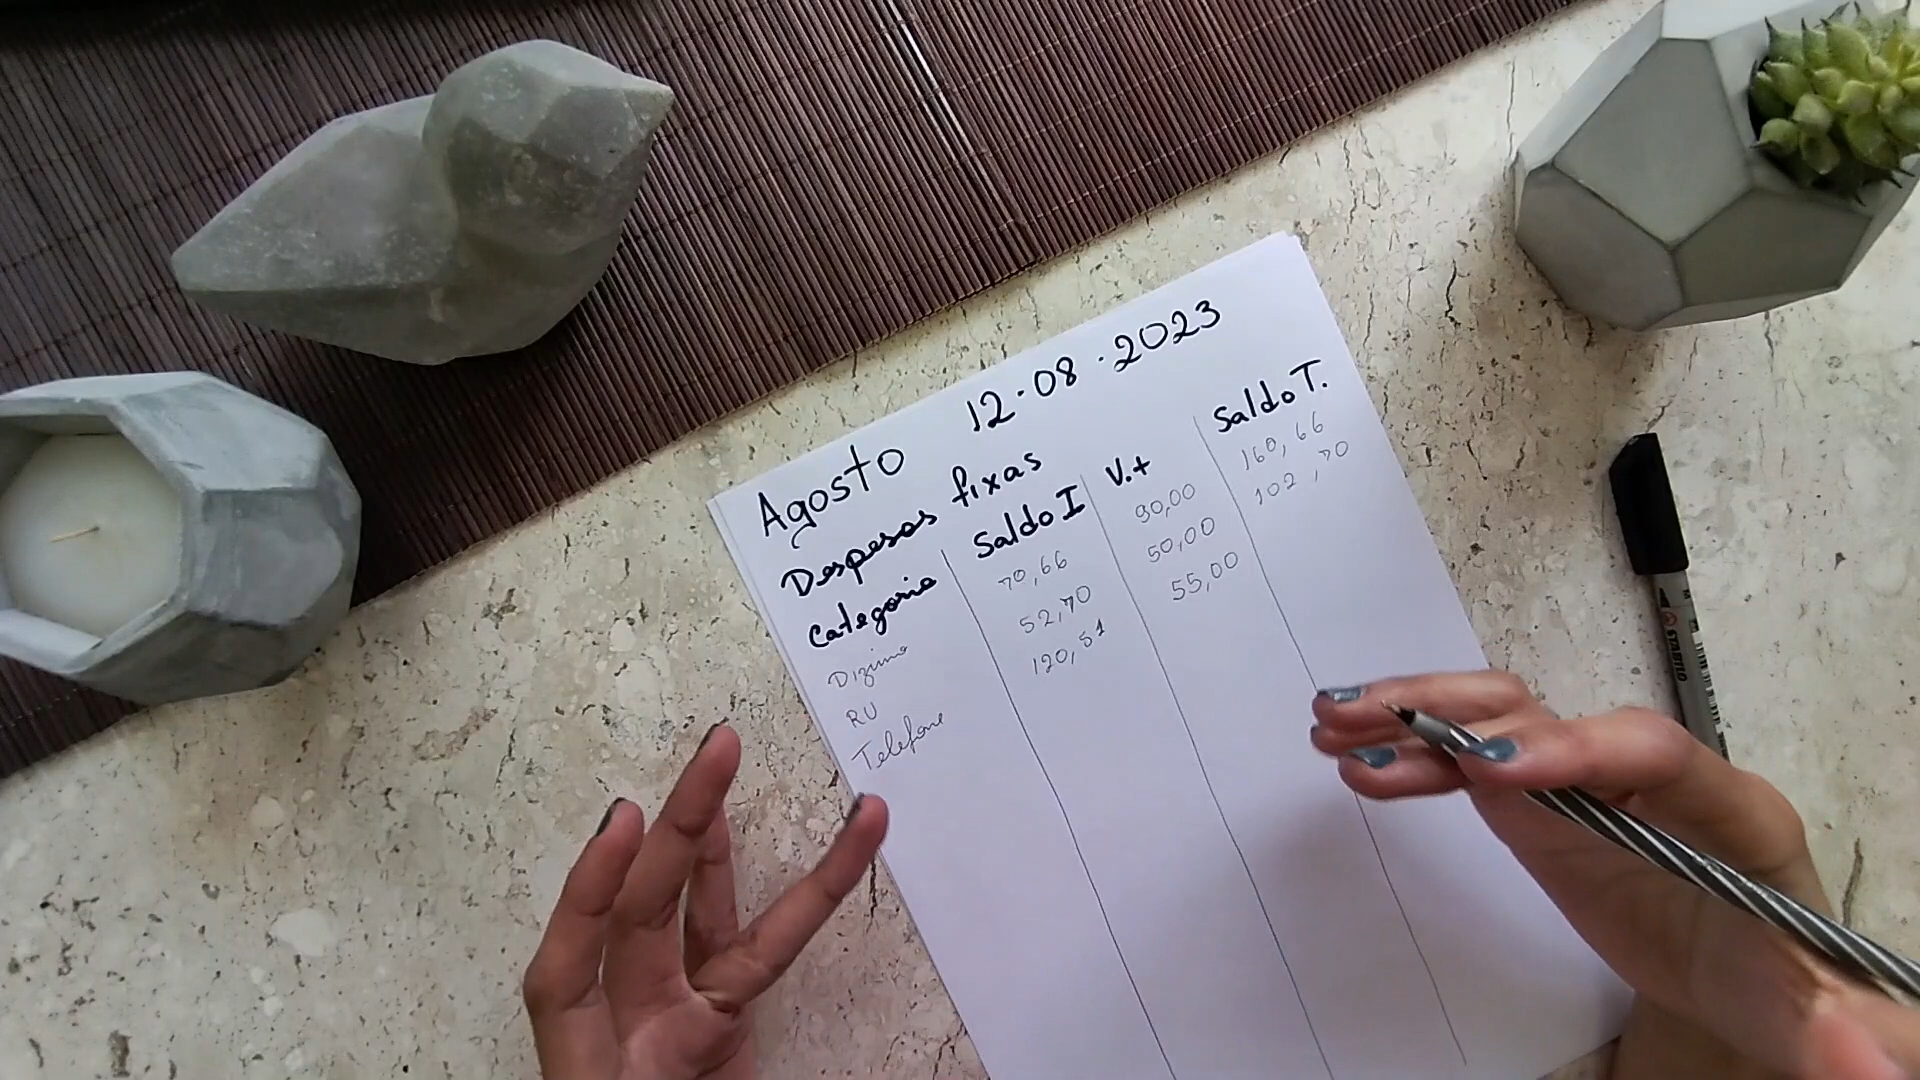 Agosto 12.08.2023
Despesas fixas
Categoria Saldo I V.+ Saldo T.
Dizimo 70,66 90,00 160,66
RU 52,70 50,00 102,70
Telefone 120,51 55,00
STABILO